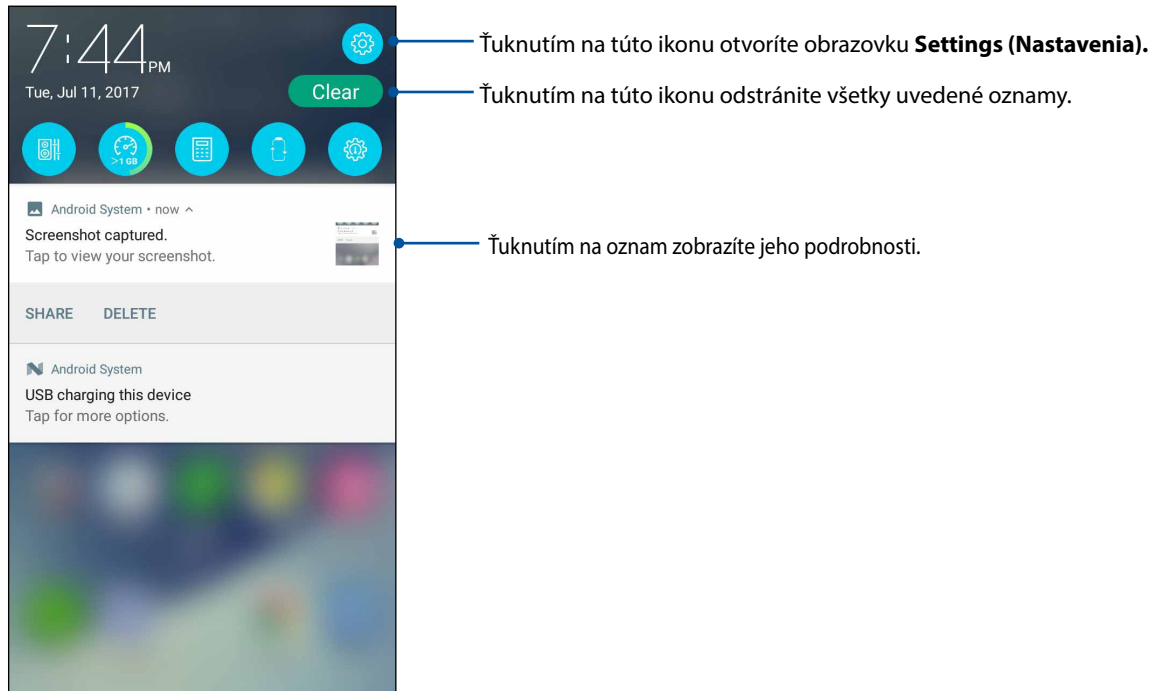 7:44 PM
Ťuknutím na túto ikonu otvoríte obrazovku Settings (Nastavenia).
Tue, Jul 11, 2017
Clear
Ťuknutím na túto ikonu odstránite všetky uvedené oznamy.
>1 GB
Android System • now
Screenshot captured.
Tap to view your screenshot.
Ťuknutím na oznam zobrazíte jeho podrobnosti.
SHARE DELETE
Android System
USB charging this device
Tap for more options.